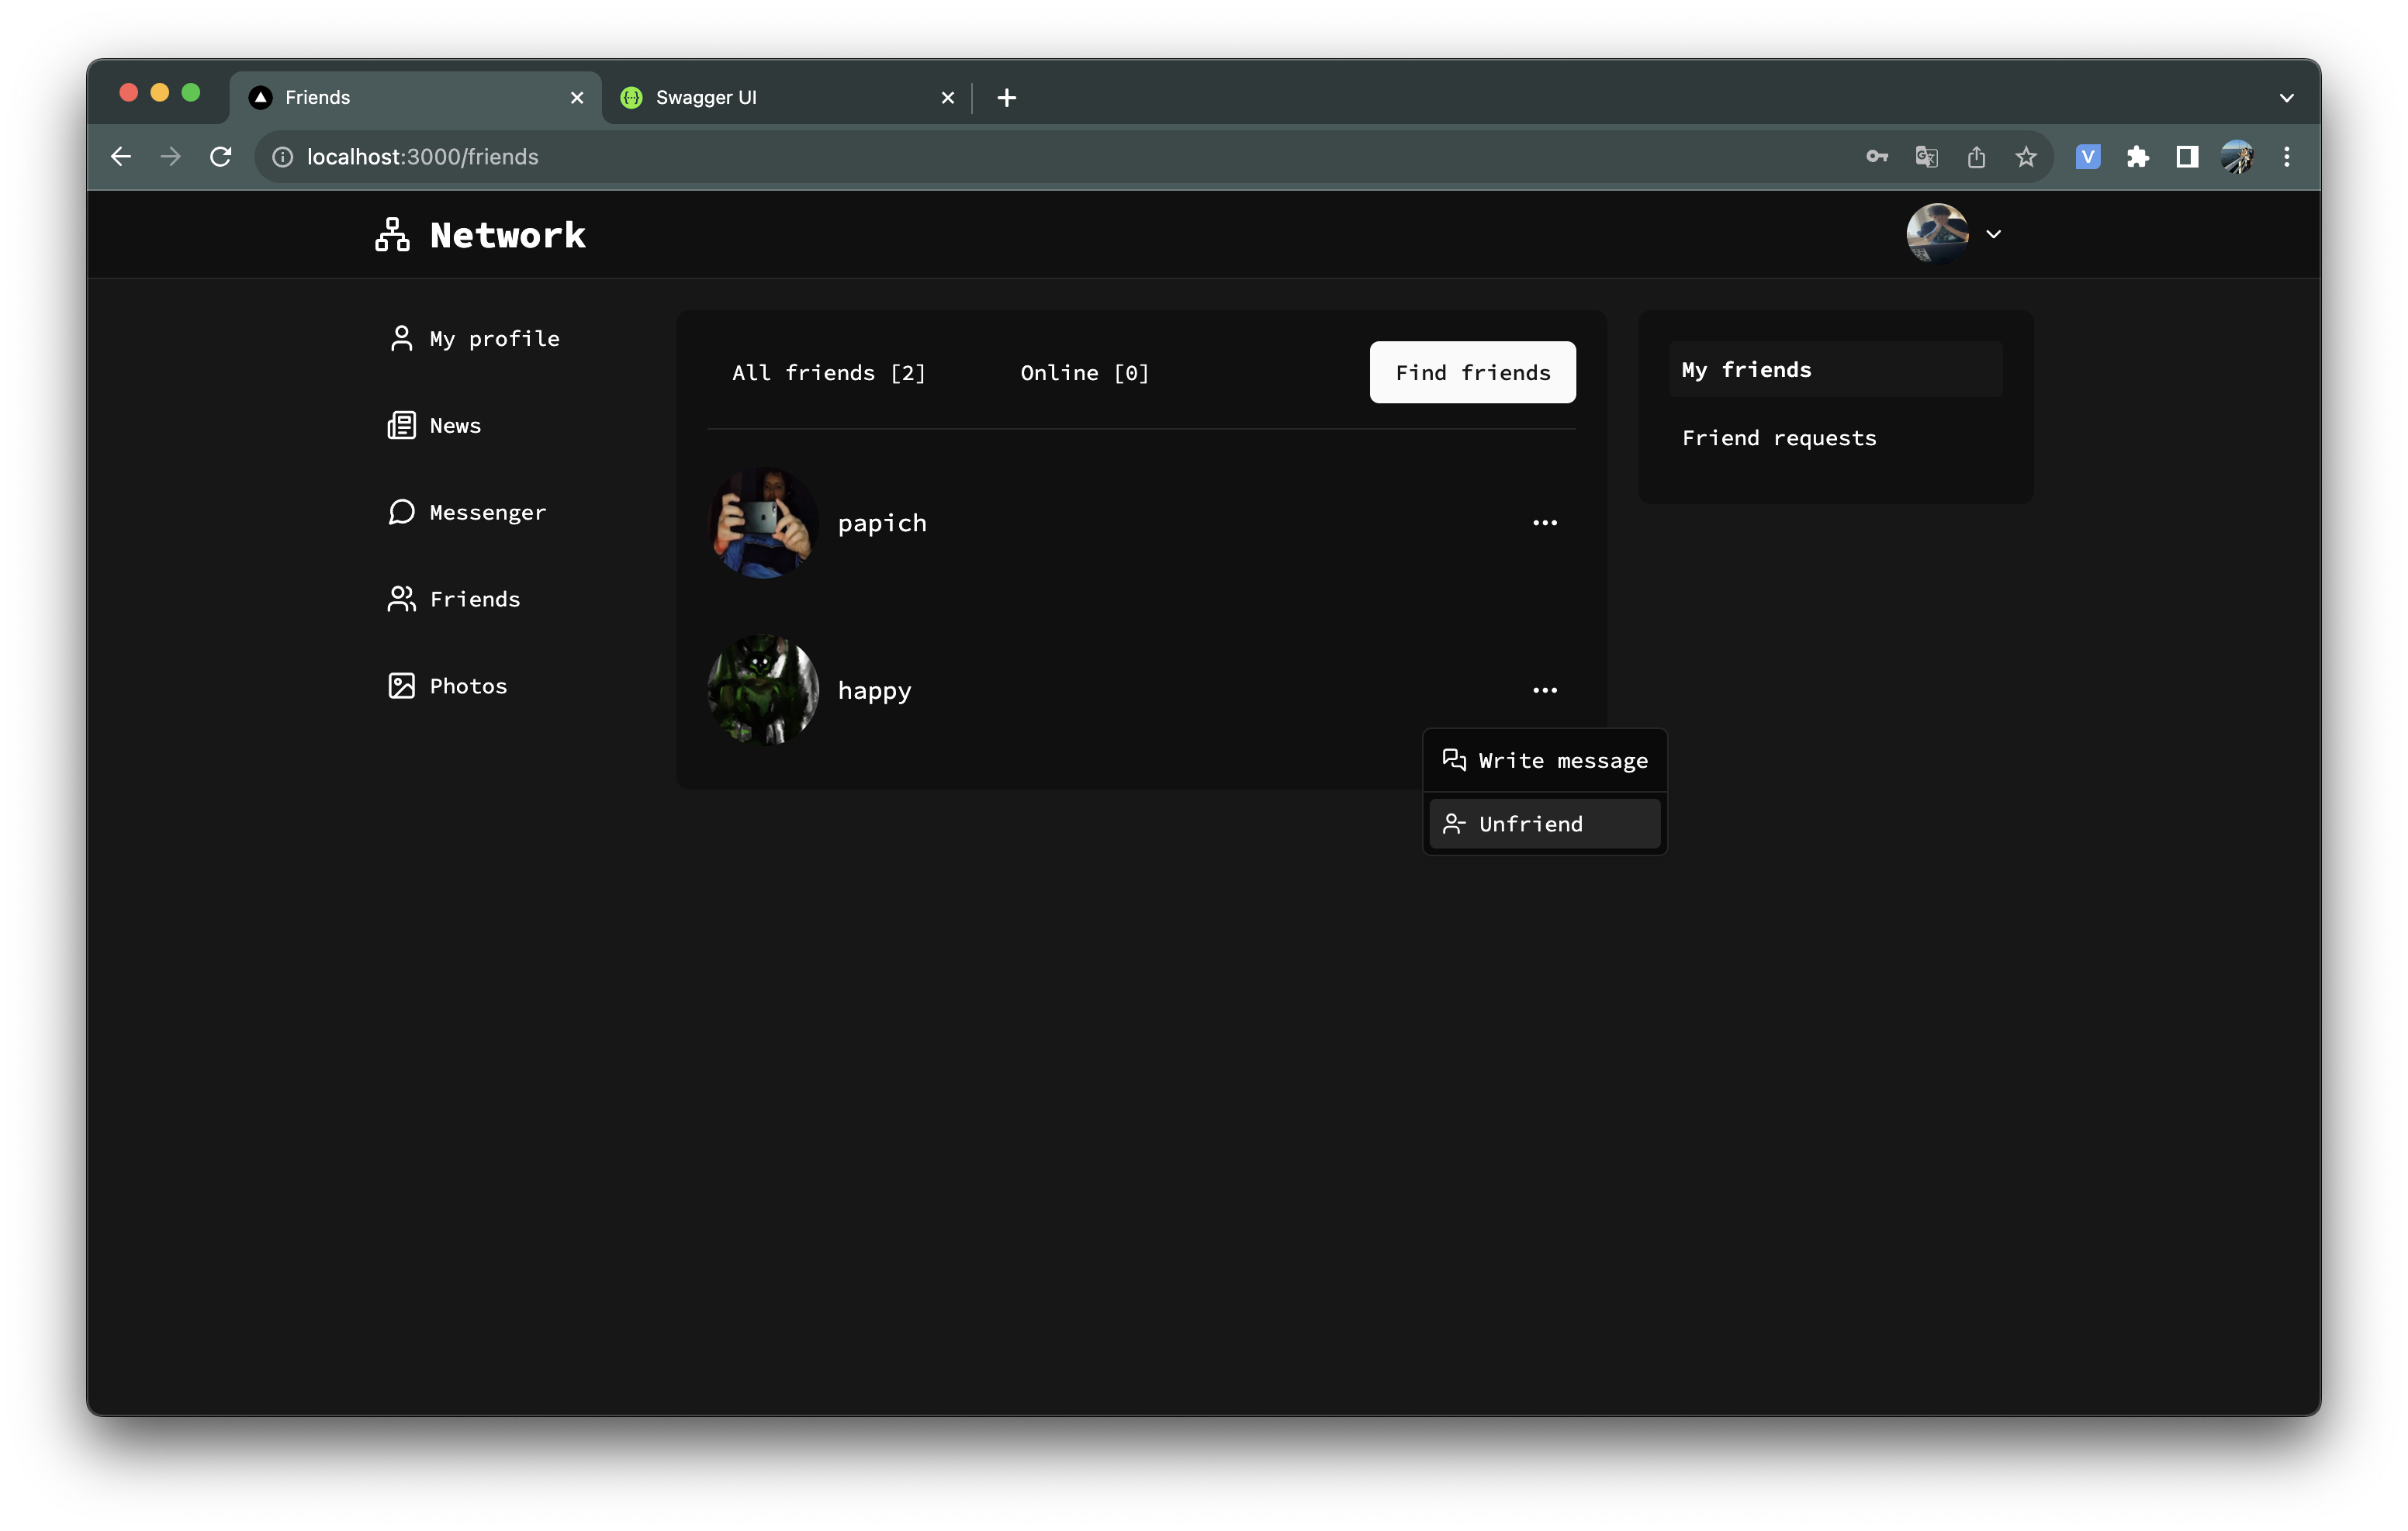 Friends
Swagger UI
localhost:3000/friends
V
Network
My profile
News
Messenger
Friends
Photos
All friends [2]
Online [0]
Find friends
papich
happy
Write message
Unfriend
My friends
Friend requests